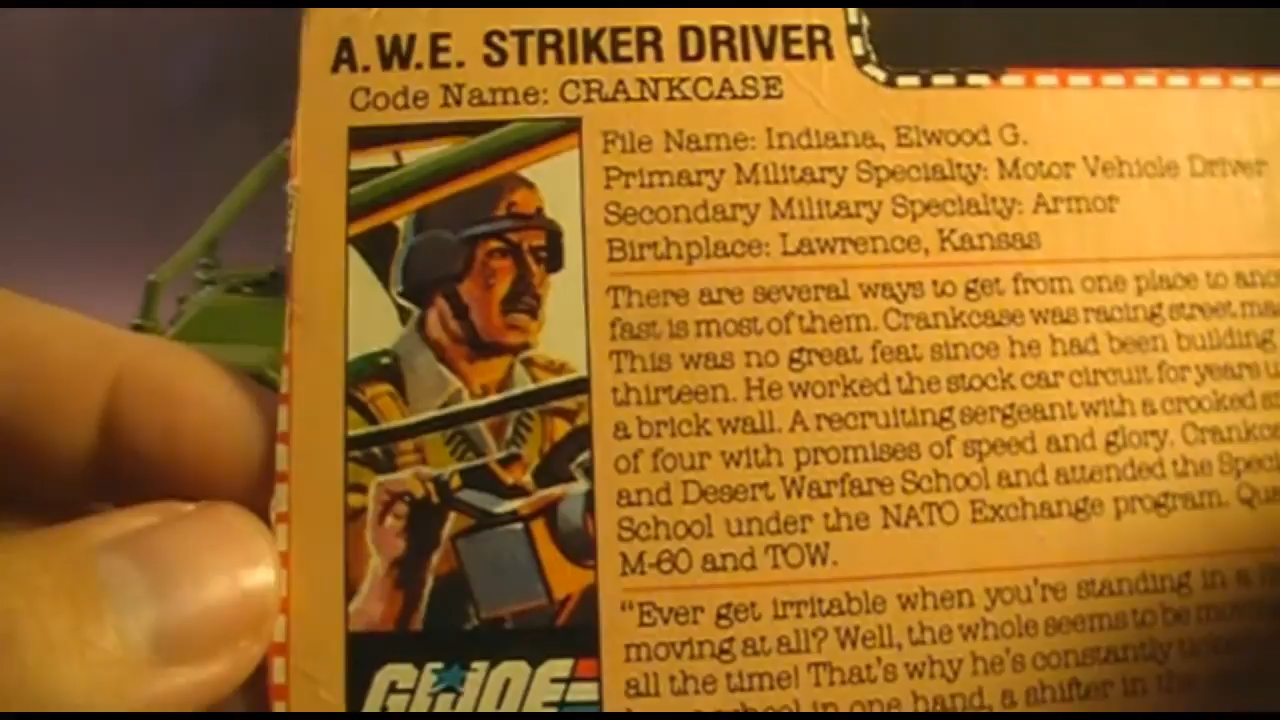 A.W.E. STRIKER DRIVER
Code Name: CRANKCASE
File Name: Indiana, Elwood G.
Primary Military Specialty: Motor Vehicle Driver
Secondary Military Specialty: Armor
Birthplace: Lawrence, Kansas
There are several ways to get from one place to
fast is most of them. Crankcase was racing street
This was no great feat since he had been building
thirteen. He worked the stock car circuit for years
a brick wall. A recruiting sergeant with a crooked
of four with promises of speed and glory.
and Desert Warfare School and attended the
School under the NATO Exchange program.
M-60 and TOW.
"Ever get irritable when you're standing in a
moving at all? Well, the whole seems to be
all the time! That's why he's constantly
in one hand, a shifter in the
GI JOE